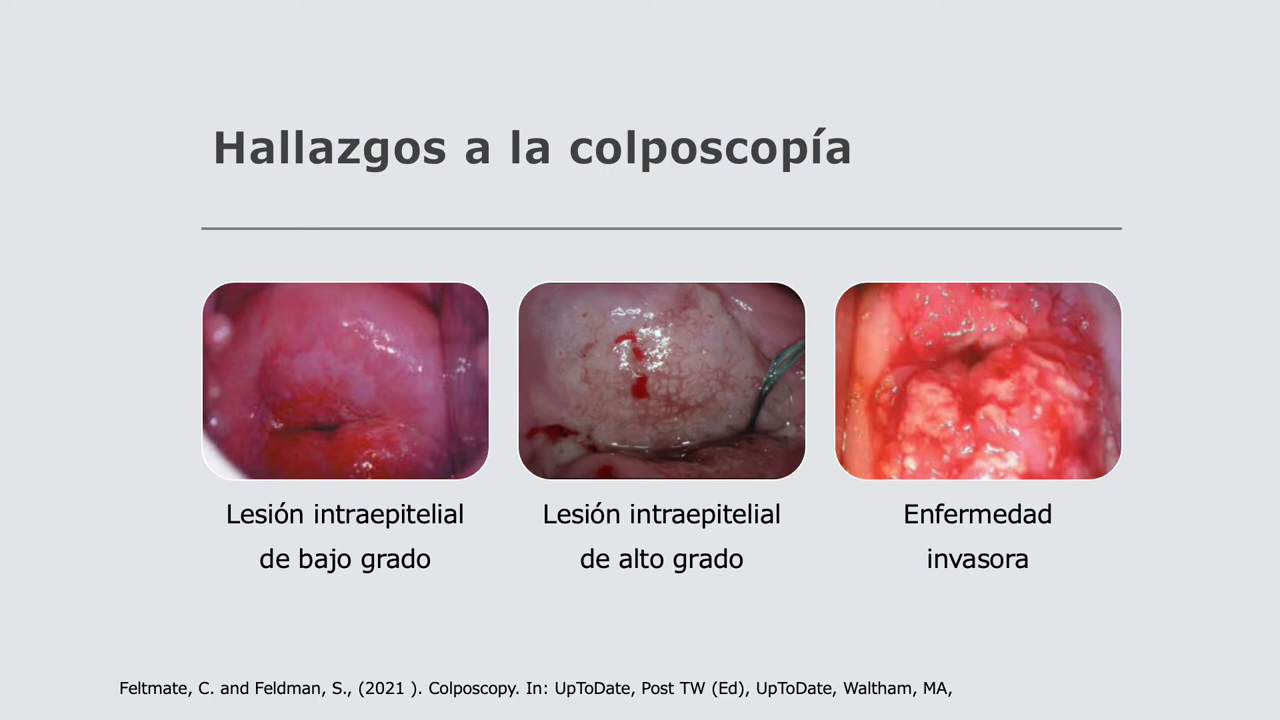 Hallazgos a la colposcopía
Lesión intraepitelial
de bajo grado
Lesión intraepitelial
de alto grado
Enfermedad
invasora
Feltmate, C. and Feldman, S., (2021 ). Colposcopy. In: UpToDate, Post TW (Ed), UpToDate, Waltham, MA,